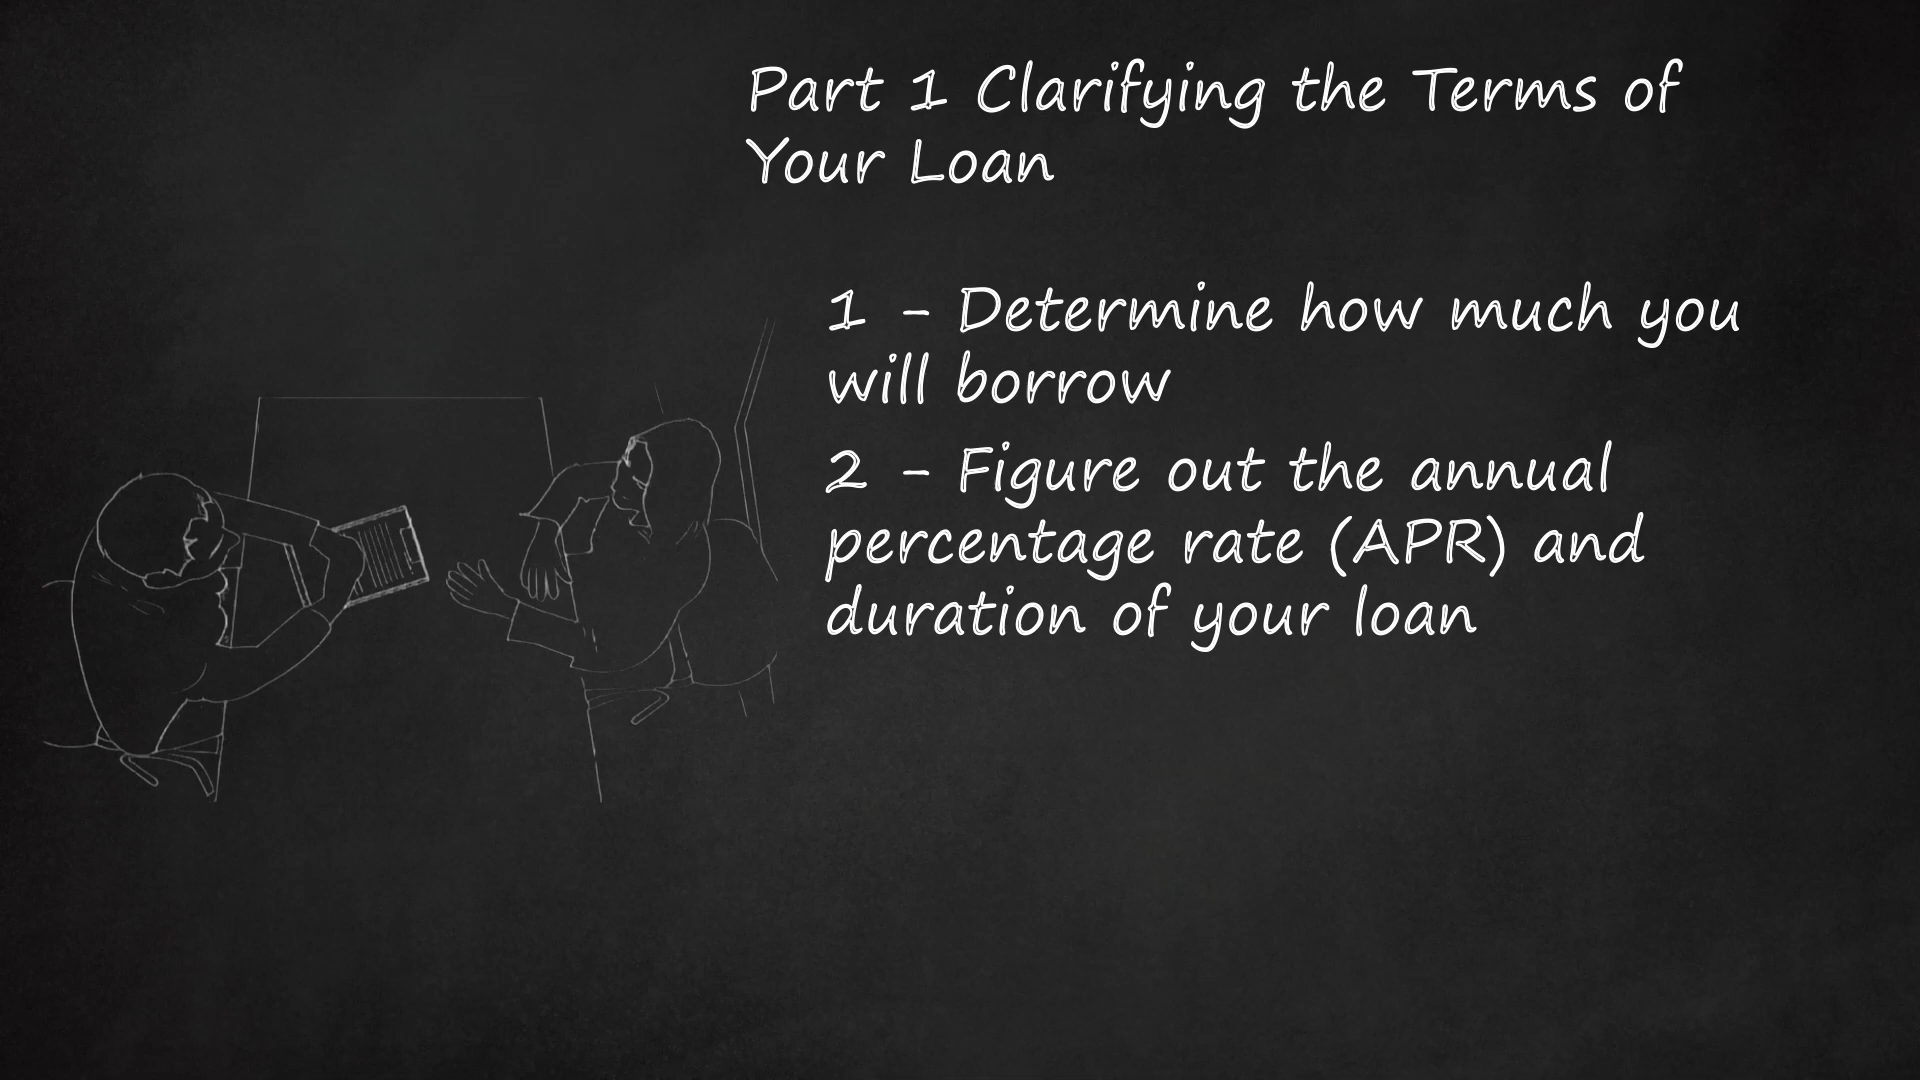 Part 1 Clarifying the Terms of
Your Loan
1 - Determine how much you
will borrow
2 - Figure out the annual
percentage rate (APR) and
duration of your loan